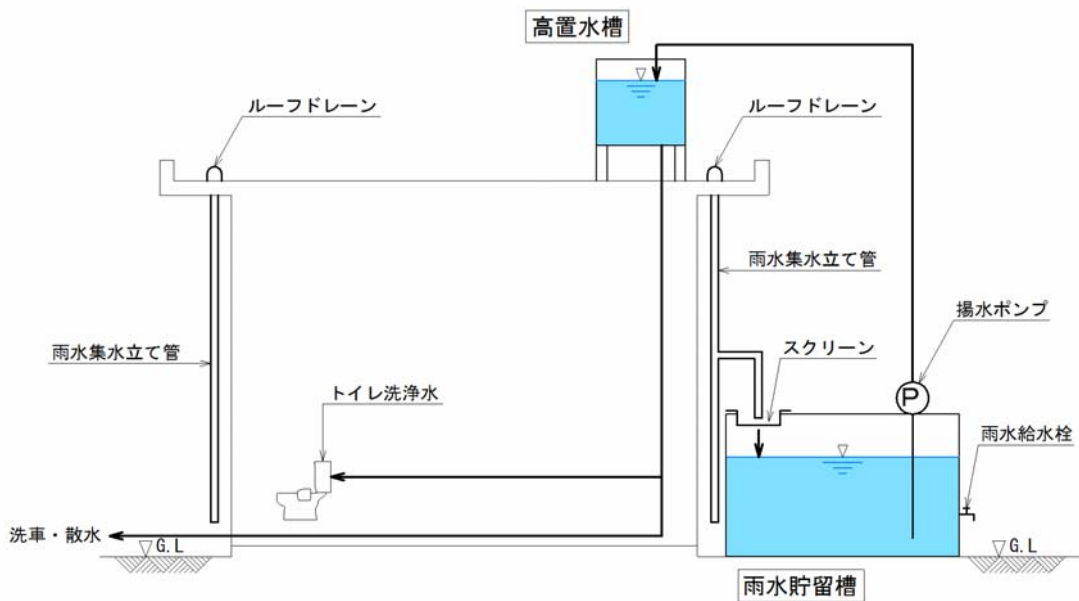 高置水槽
ルーフドレーン
ルーフドレーン
雨水集水立て管
揚水ポンプ
雨水集水立て管
スクリーン
P
トイレ洗浄水
雨水給水栓
洗車・散水
G.L
G.L
雨水貯留槽